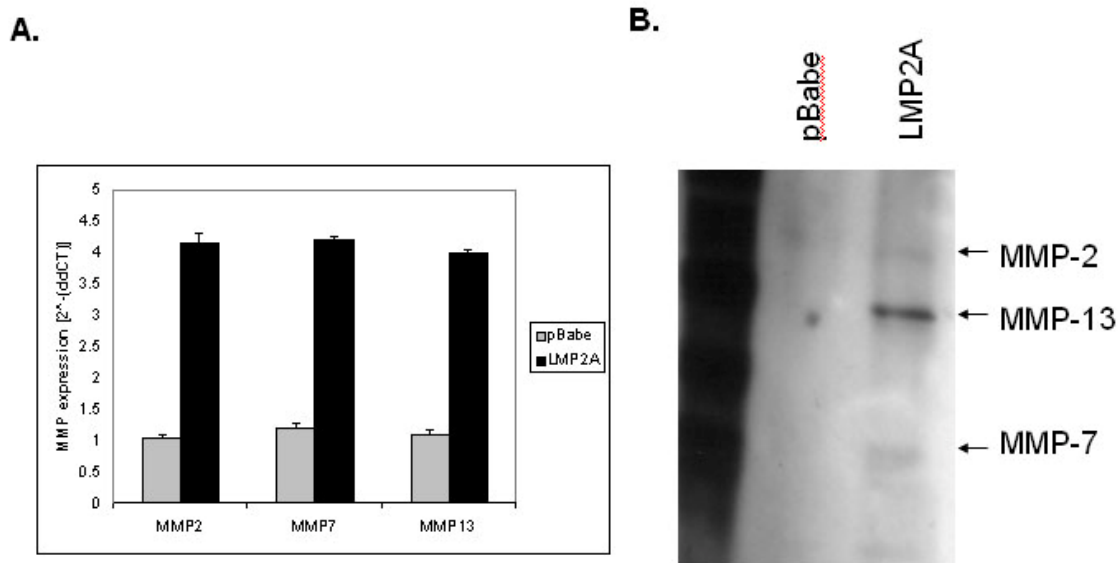 A.
MMP expression [2^-(ddCT)]
5
4.5
4
3.5
3
2.5
2
1.5
1
0.5
0
MMP2
MMP7
MMP13
pBabe
LMP2A
B.
pBabe
LMP2A
MMP-2
MMP-13
MMP-7